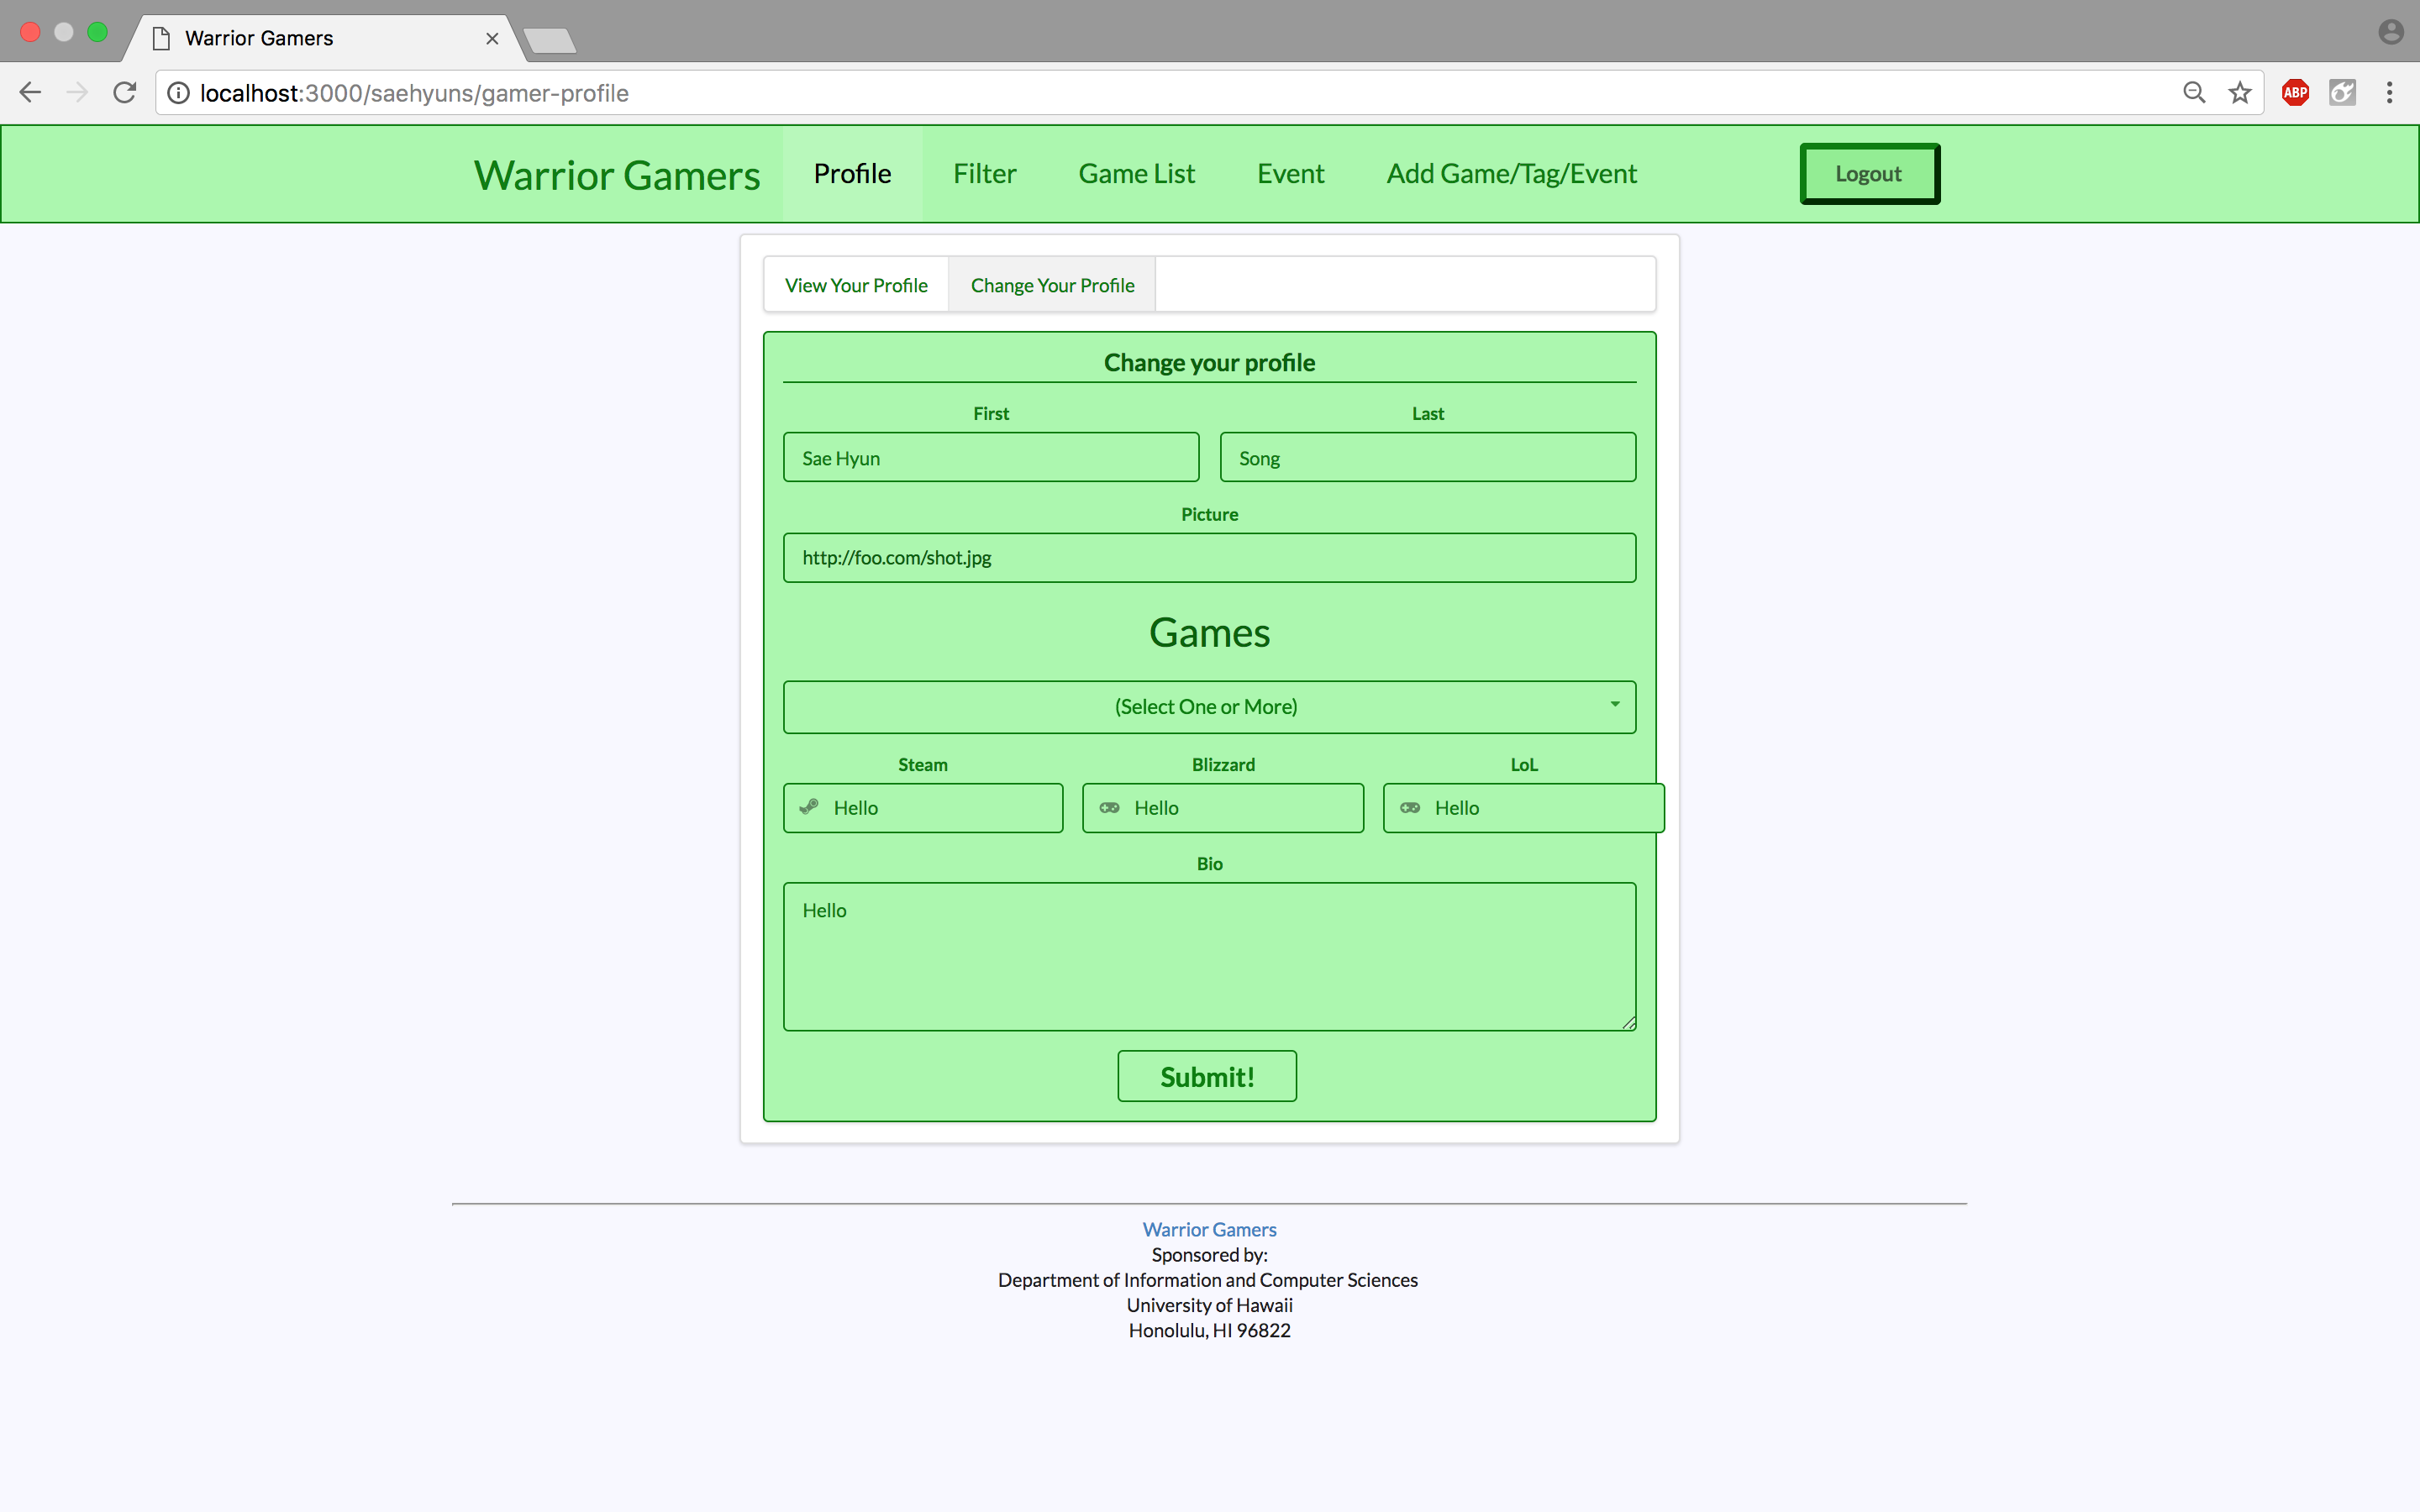 Warrior Gamers
localhost:3000/saehyuns/gamer-profile
ABP
Warrior Gamers Profile Filter Game List Event Add Game/Tag/Event Logout
View Your Profile Change Your Profile
Change your profile
First Last
Sae Hyun Song
Picture
http://foo.com/shot.jpg
Games
(Select One or More)
Steam Blizzard LoL
Hello Hello Hello
Bio
Hello
Submit!
Warrior Gamers
Sponsored by:
Department of Information and Computer Sciences
University of Hawaii
Honolulu, HI 96822